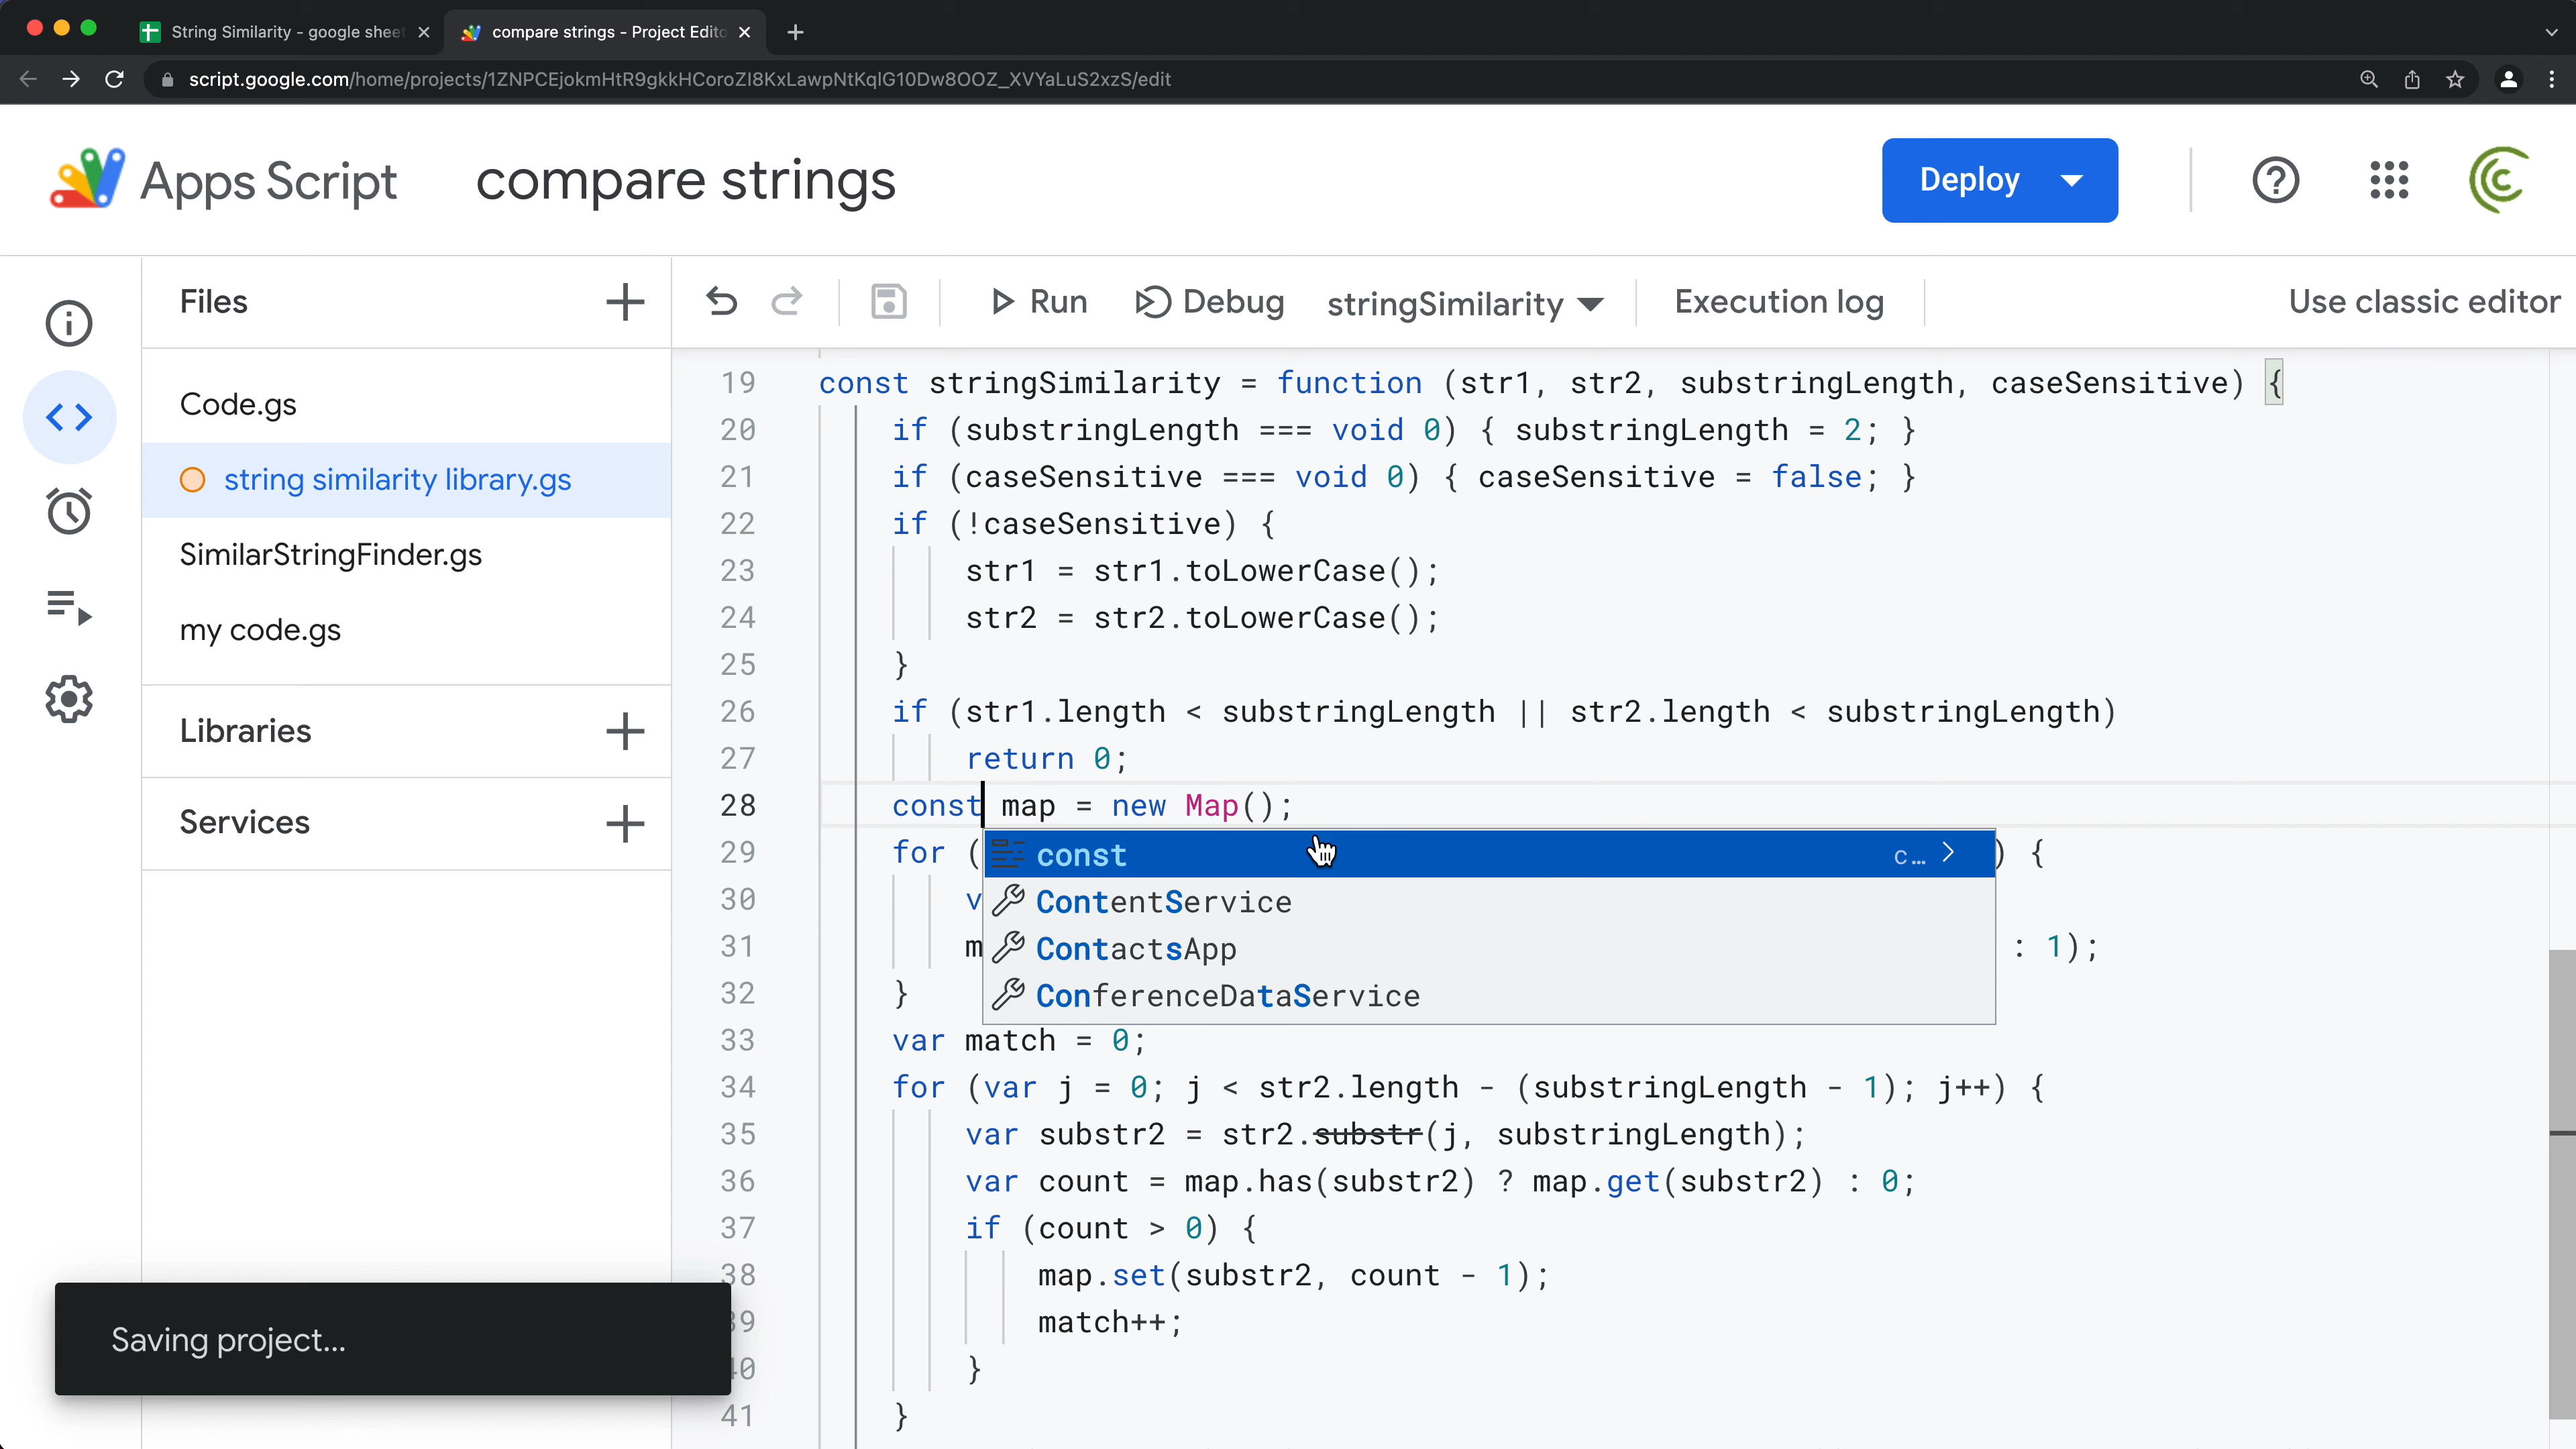 String Similarity - google sheet
compare strings - Project Edito
script.google.com/home/projects/1ZNPCEjokmHtR9gkkHCoroZI8KxLawpNtKqIG10Dw8OOZ_XVYaLuS2xzS/edit
Apps Script
compare strings
Deploy
Files
Run
Debug
stringSimilarity
Execution log
Use classic editor
Code.gs
string similarity library.gs
SimilarStringFinder.gs
my code.gs
Libraries
Services
19 const stringSimilarity = function (str1, str2, substringLength, caseSensitive) {
20 if (substringLength === void 0) { substringLength = 2; }
21 if (caseSensitive === void 0) { caseSensitive = false; }
22 if (!caseSensitive) {
23 str1 = str1.toLowerCase();
24 str2 = str2.toLowerCase();
25 }
26 if (str1.length < substringLength || str2.length < substringLength)
27 return 0;
28 const map = new Map();
29 for ( ) {
30 v
31 m : 1);
32 }
const c...
ContentService
ContactsApp
ConferenceDataService
33 var match = 0;
34 for (var j = 0; j < str2.length - (substringLength - 1); j++) {
35 var substr2 = str2.substr(j, substringLength);
36 var count = map.has(substr2) ? map.get(substr2) : 0;
37 if (count > 0) {
38 map.set(substr2, count - 1);
39 match++;
40 }
41 }
Saving project...